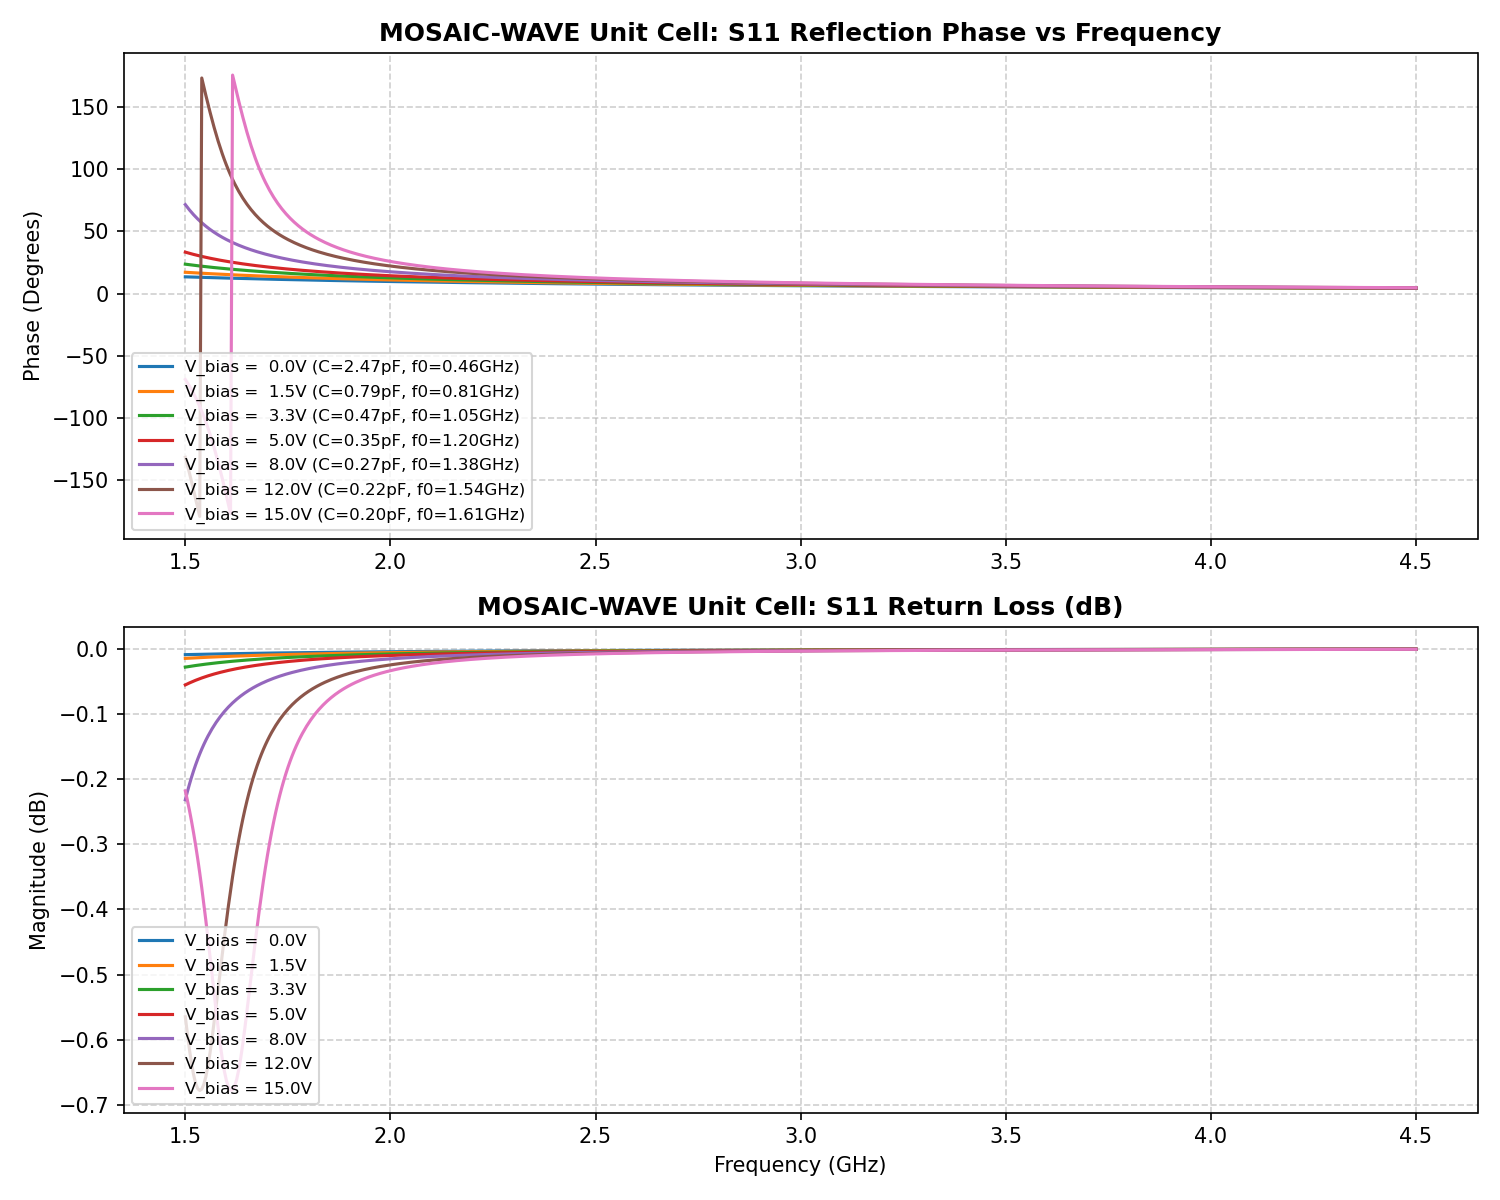 MOSAIC-WAVE Unit Cell: S11 Reflection Phase vs Frequency
Phase (Degrees)
150
100
50
0
−50
−100
−150
V_bias =  0.0V (C=2.47pF, f0=0.46GHz)
V_bias =  1.5V (C=0.79pF, f0=0.81GHz)
V_bias =  3.3V (C=0.47pF, f0=1.05GHz)
V_bias =  5.0V (C=0.35pF, f0=1.20GHz)
V_bias =  8.0V (C=0.27pF, f0=1.38GHz)
V_bias = 12.0V (C=0.22pF, f0=1.54GHz)
V_bias = 15.0V (C=0.20pF, f0=1.61GHz)
1.5 2.0 2.5 3.0 3.5 4.0 4.5
MOSAIC-WAVE Unit Cell: S11 Return Loss (dB)
Magnitude (dB)
0.0
−0.1
−0.2
−0.3
−0.4
−0.5
−0.6
−0.7
V_bias =  0.0V
V_bias =  1.5V
V_bias =  3.3V
V_bias =  5.0V
V_bias =  8.0V
V_bias = 12.0V
V_bias = 15.0V
1.5 2.0 2.5 3.0 3.5 4.0 4.5
Frequency (GHz)